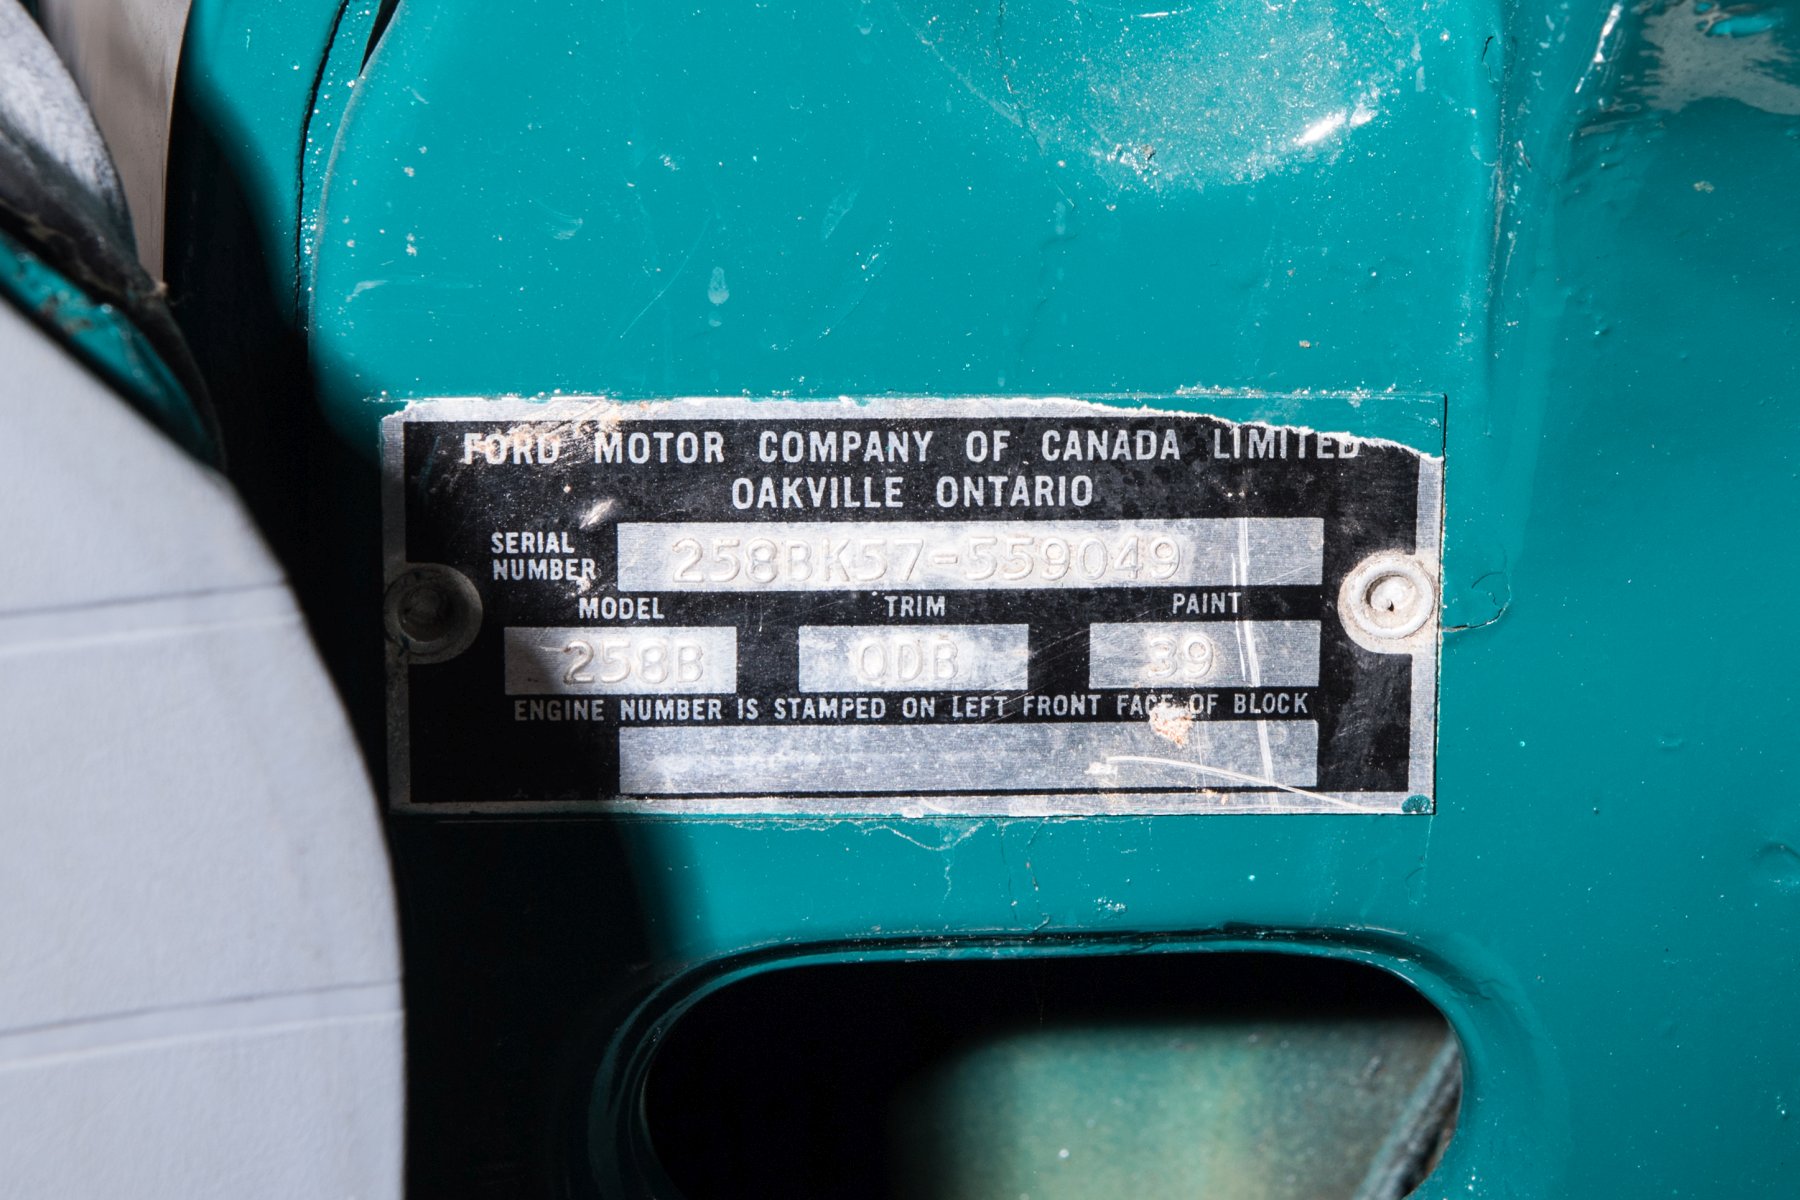 FORD MOTOR COMPANY OF CANADA LIMITED
OAKVILLE ONTARIO
SERIAL NUMBER 258BK57-559049
MODEL TRIM PAINT
258B QDB 39
ENGINE NUMBER IS STAMPED ON LEFT FRONT FACE OF BLOCK